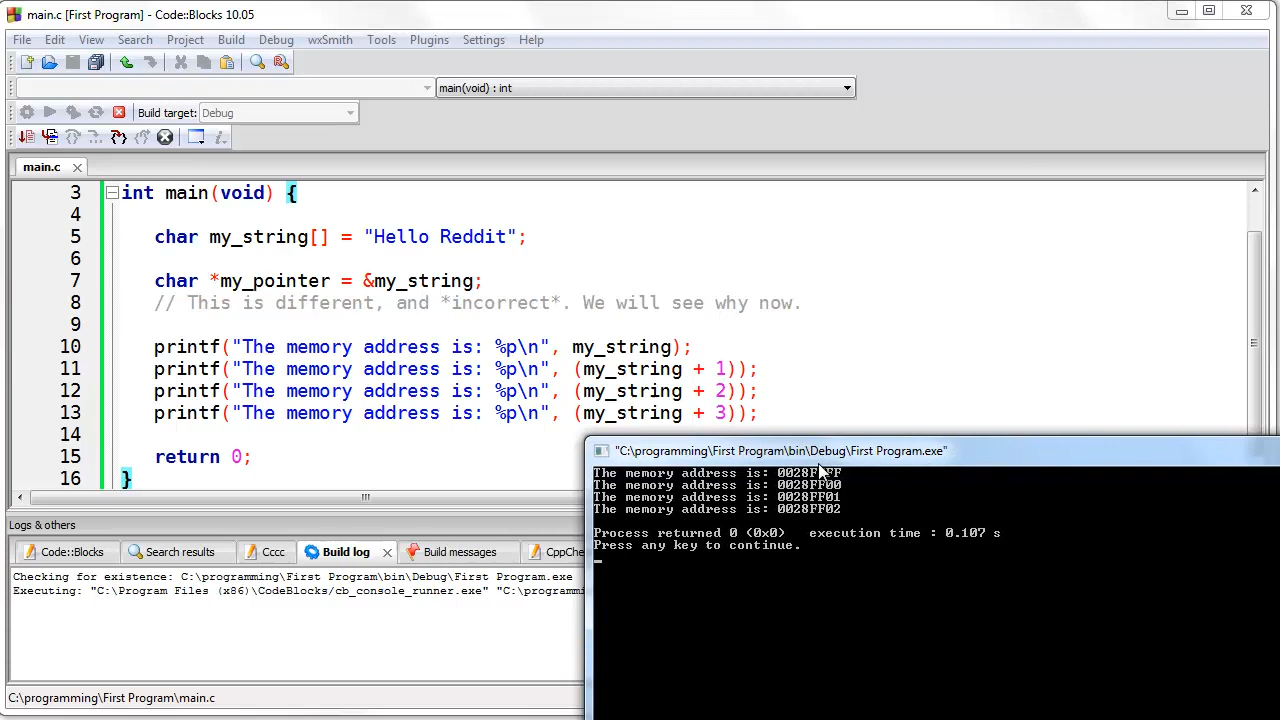 main.c [First Program] - Code::Blocks 10.05
File Edit View Search Project Build Debug wxSmith Tools Plugins Settings Help
main(void) : int
Build target: Debug
main.c
3 int main(void) {
4
5 char my_string[] = "Hello Reddit";
6
7 char *my_pointer = &my_string;
8 // This is different, and *incorrect*. We will see why now.
9
10 printf("The memory address is: %p\n", my_string);
11 printf("The memory address is: %p\n", (my_string + 1));
12 printf("The memory address is: %p\n", (my_string + 2));
13 printf("The memory address is: %p\n", (my_string + 3));
14
15 return 0;
16 }
"C:\programming\First Program\bin\Debug\First Program.exe"
The memory address is:
The memory address is: 0028FF00
The memory address is: 0028FF01
The memory address is: 0028FF02
Process returned 0 (0x0) execution time : 0.107 s
Press any key to continue.
Logs & others
Code::Blocks Search results Cccc Build log Build messages CppChe
Checking for existence: C:\programming\First Program\bin\Debug\First Program.exe
Executing: "C:\Program Files (x86)\CodeBlocks/cb_console_runner.exe" "C:\programmin
C:\programming\First Program\main.c